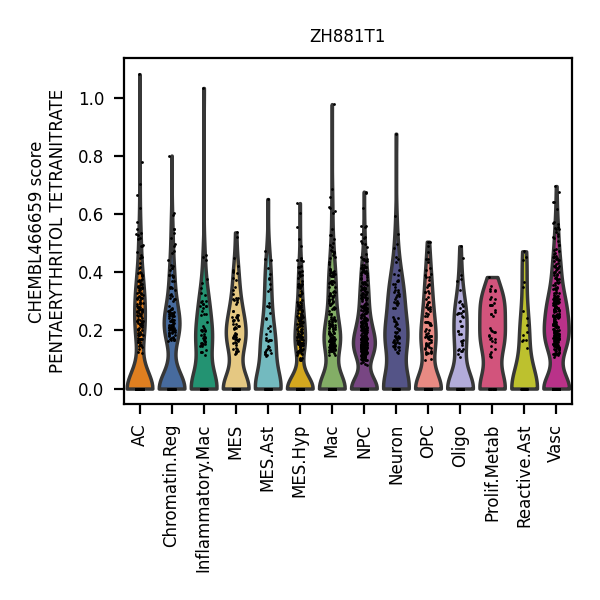 ZH881T1
CHEMBL466659 score
PENTAERYTHRITOL TETRANITRATE
1.0
0.8
0.6
0.4
0.2
0.0
AC
Chromatin.Reg
Inflammatory.Mac
MES
MES.Ast
MES.Hyp
Mac
NPC
Neuron
OPC
Oligo
Prolif.Metab
Reactive.Ast
Vasc